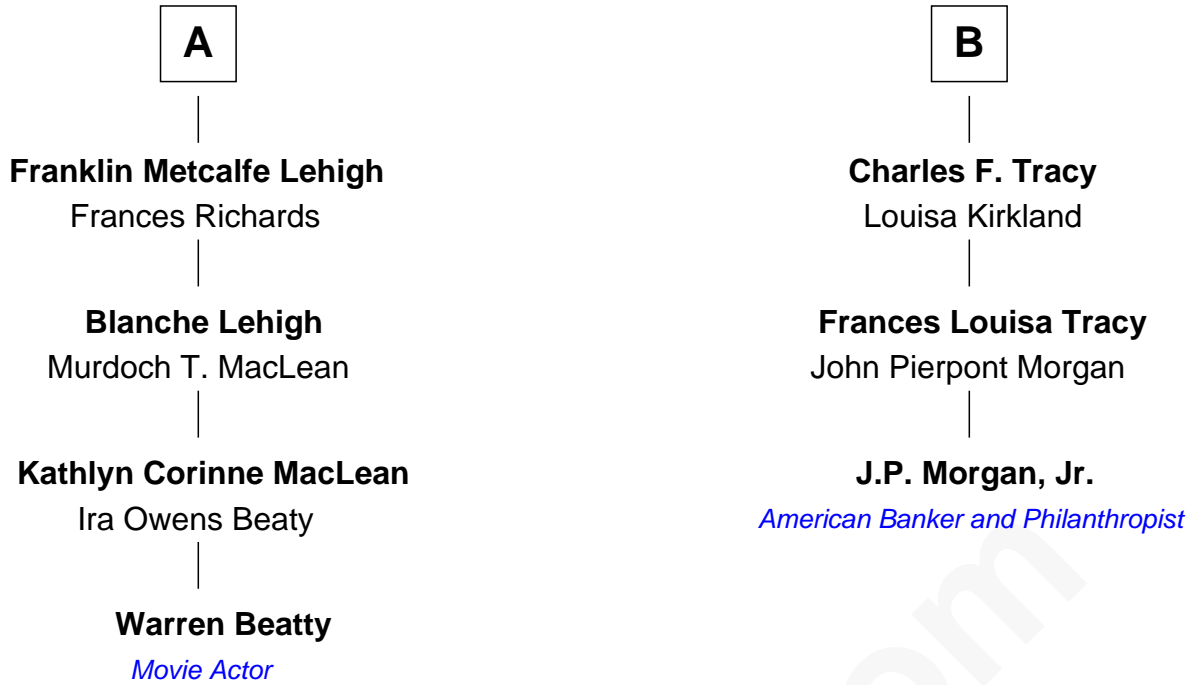 A
Franklin Metcalfe Lehigh
Frances Richards
Blanche Lehigh
Murdoch T. MacLean
Kathlyn Corinne MacLean
Ira Owens Beaty
Warren Beatty
Movie Actor
B
Charles F. Tracy
Louisa Kirkland
Frances Louisa Tracy
John Pierpont Morgan
J.P. Morgan, Jr.
American Banker and Philanthropist
om